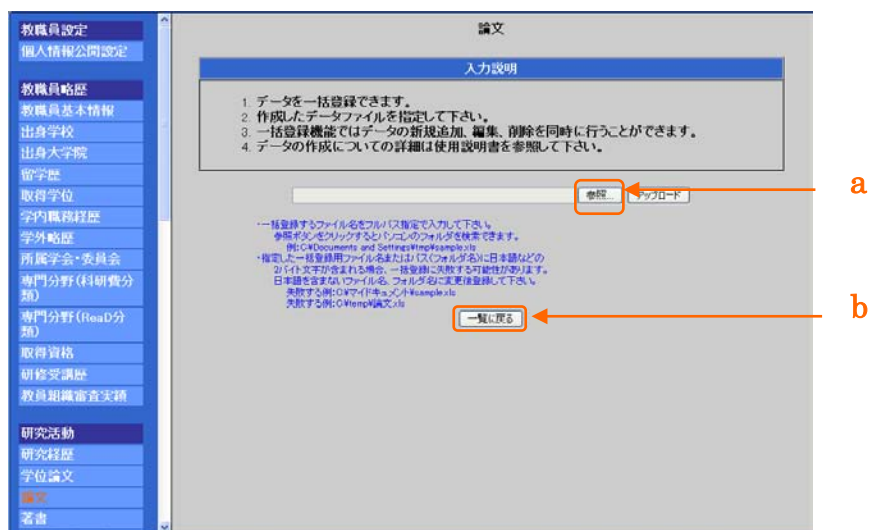 教職員設定
個人情報公開設定
教職員略歴
教職員基本情報
出身学校
出身大学院
留学歴
取得学位
学内職務経歴
学外略歴
所属学会・委員会
専門分野(科研費分
類)
専門分野(ReaD分
類)
取得資格
研修受講歴
教員組織審査実績
研究活動
研究経歴
学位論文
論文
著書
論文
入力説明
1. データを一括登録できます。
2. 作成したデータファイルを指定して下さい。
3. 一括登録機能ではデータの新規追加、編集、削除を同時に行うことができます。
4. データの作成についての詳細は使用説明書を参照して下さい。
参照... アップロード
a
・一括登録するファイル名をフルパス指定で入力して下さい。
参照ボタンをクリックするとパソコンのフォルダを検索できます。
例:C:¥Documents and Settings¥tmp¥sample.xls
・指定した一括登録用ファイル名またはパス(フォルダ名)に日本語などの
2バイト文字が含まれる場合、一括登録に失敗する可能性があります。
日本語を含まないファイル名、フォルダ名に変更後登録して下さい。
失敗する例:C:¥マイドキュメント¥sample.xls
失敗する例:C:¥temp¥論文.xls
一覧に戻る
b